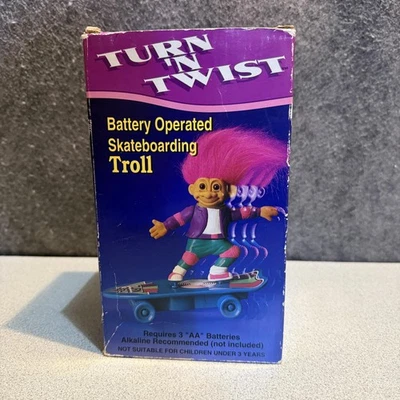 TURN
'N
TWIST
Battery Operated
Skateboarding
Troll
Requires 3 "AA" Batteries
Alkaline Recommended (not included)
NOT SUITABLE FOR CHILDREN UNDER 3 YEARS